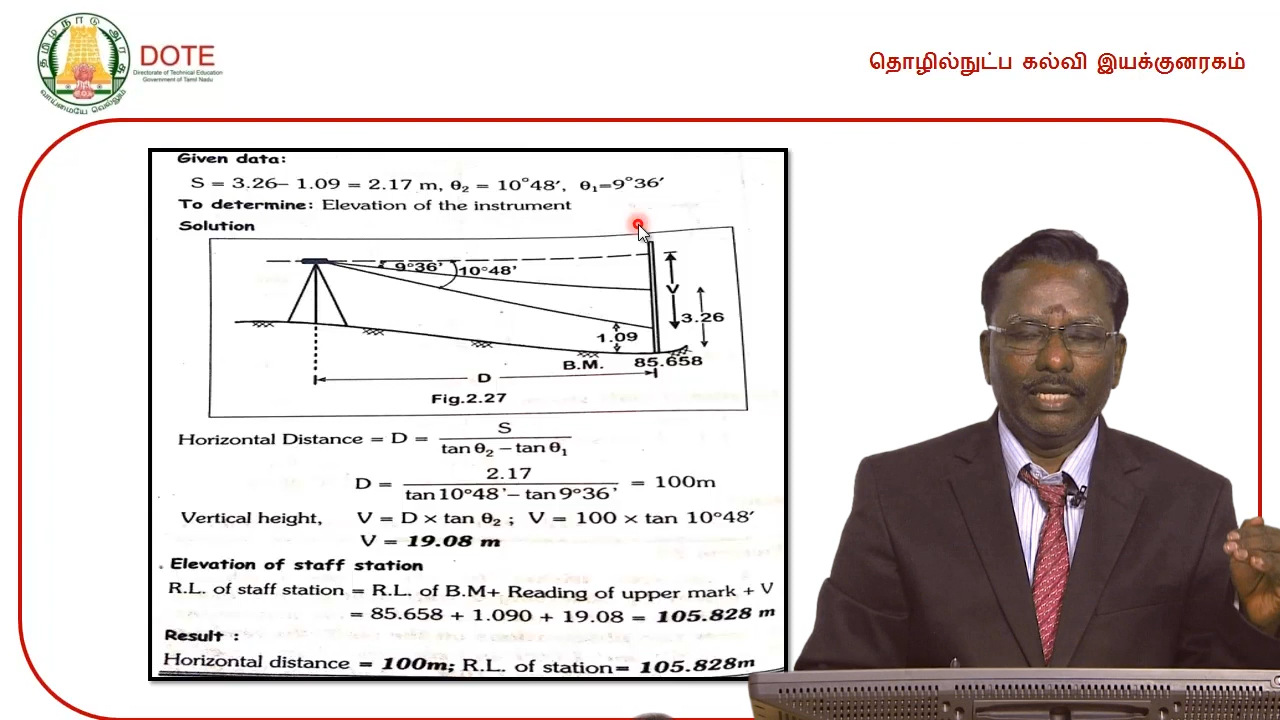 தமிழ்நாடு அரசு
வாய்மையே வெல்லும்
DOTE
Directorate of Technical Education
Government of Tamil Nadu
தொழில்நுட்ப கல்வி இயக்குனரகம்
Given data:
S = 3.26– 1.09 = 2.17 m, θ₂ = 10°48′, θ₁=9°36′
To determine: Elevation of the instrument
Solution
9°36'
10°48'
V
3.26
1.09
B.M.
85.658
D
Fig.2.27
Horizontal Distance = D = S / tan θ₂ – tan θ₁
D = 2.17 / tan 10°48' – tan 9°36' = 100m
Vertical height, V = D × tan θ₂ ; V = 100 × tan 10°48′
V = 19.08 m
Elevation of staff station
R.L. of staff station = R.L. of B.M+ Reading of upper mark + V
= 85.658 + 1.090 + 19.08 = 105.828 m
Result :
Horizontal distance = 100m; R.L. of station= 105.828m